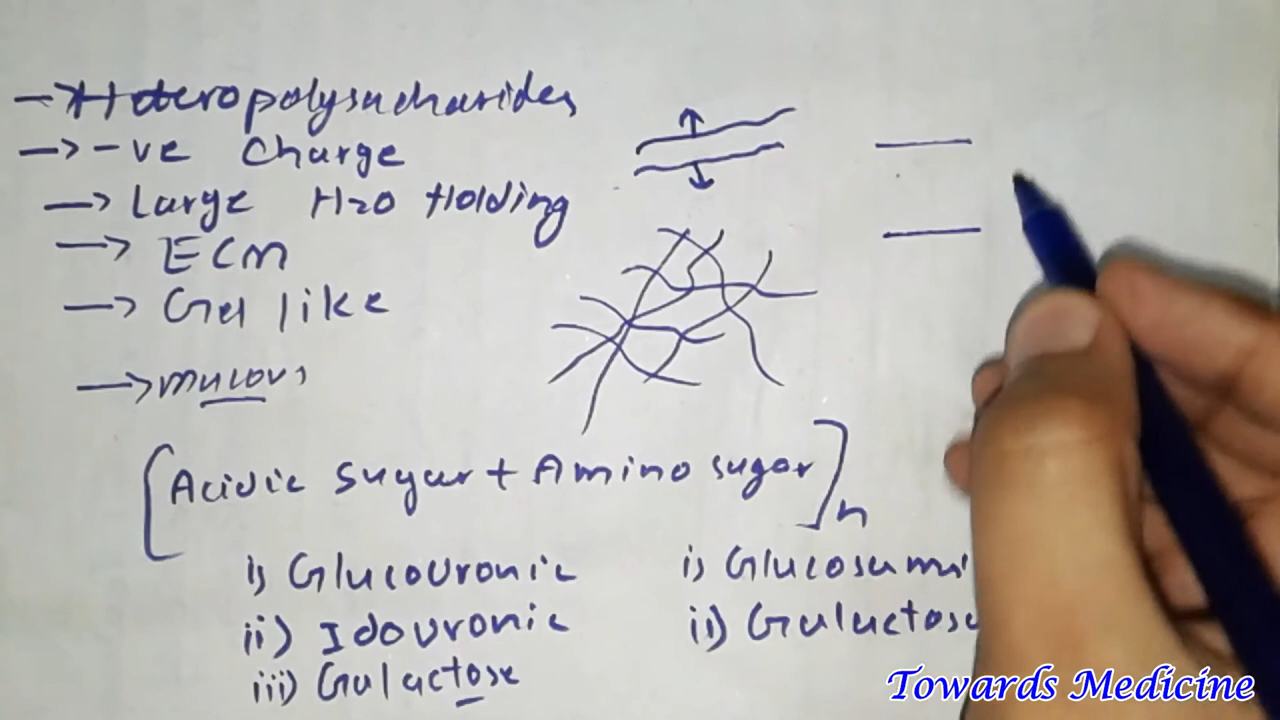 → Heteropolysaccharides
→ -ve charge
→ Large H2O Holding
→ ECM
→ Gel like
→ mucous
[Acidic sugar + Amino sugar]n
i) Glucouronic
i) Glucosami
ii) Idouronic
ii) Galactose
iii) Galactose
Towards Medicine